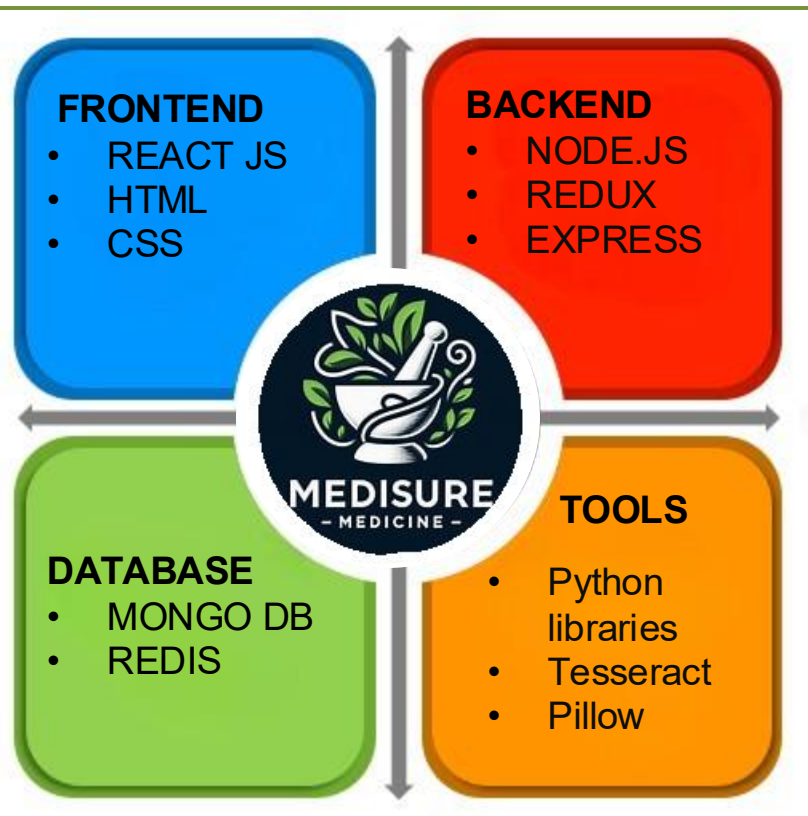 FRONTEND
• REACT JS
• HTML
• CSS
BACKEND
• NODE.JS
• REDUX
• EXPRESS
MEDISURE
– MEDICINE –
DATABASE
• MONGO DB
• REDIS
TOOLS
• Python
libraries
• Tesseract
• Pillow